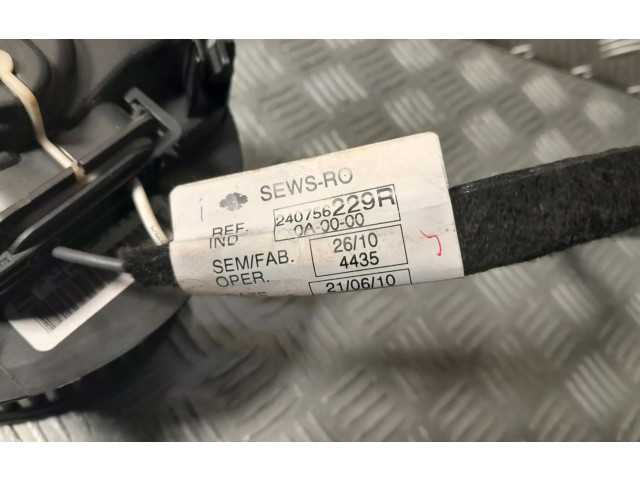 SEWS-RO
REF. 240756229R
IND 0A-00-00
SEM/FAB. 26/10
OPER. 4435
21/06/10